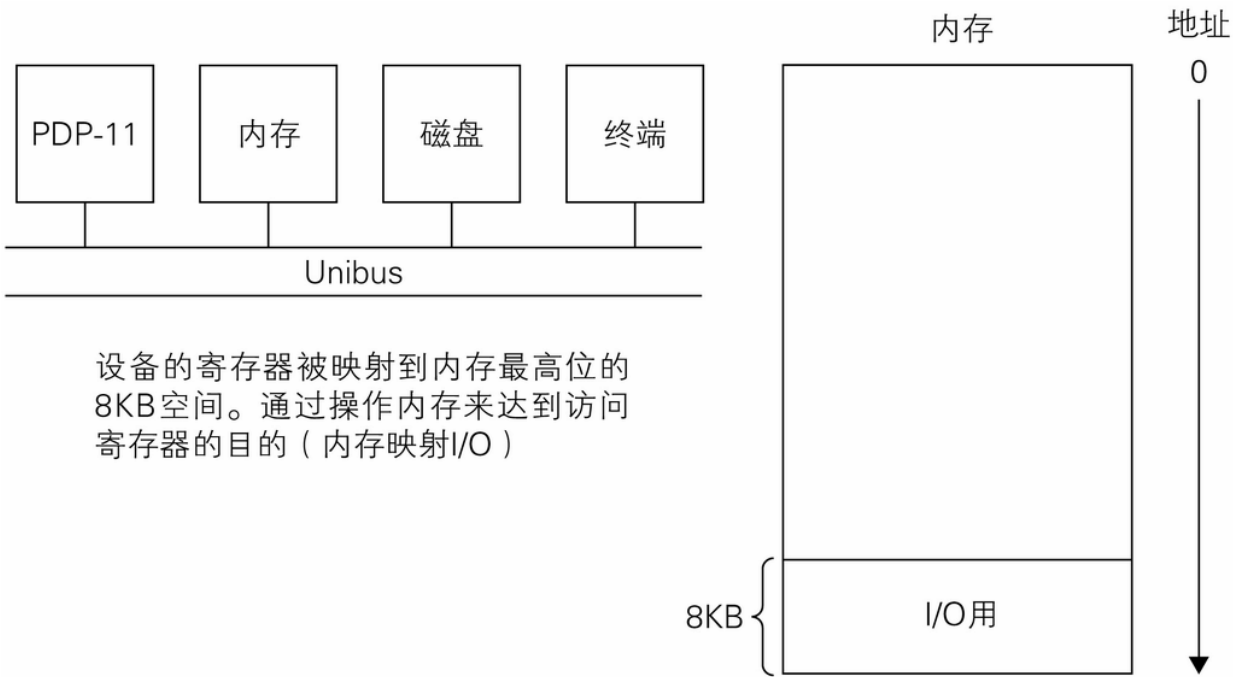 内存
地址
0
PDP-11
内存
磁盘
终端
Unibus
设备的寄存器被映射到内存最高位的
8KB空间。通过操作内存来达到访问
寄存器的目的（内存映射I/O）
8KB
I/O用